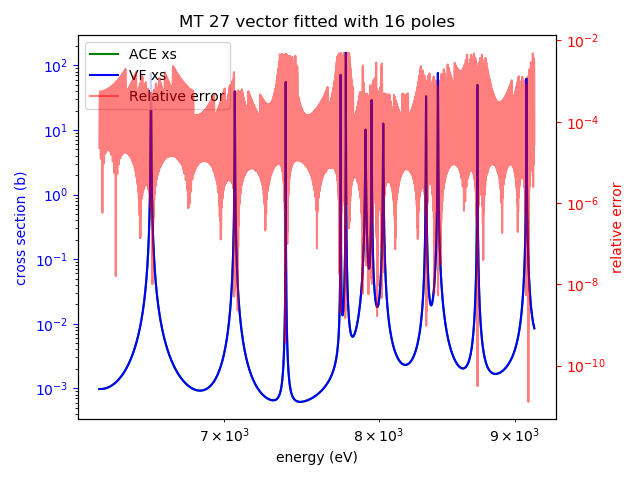 MT 27 vector fitted with 16 poles
ACE xs
VF xs
Relative error
cross section (b)
10²
10¹
10⁰
10⁻¹
10⁻²
10⁻³
relative error
10⁻²
10⁻⁴
10⁻⁶
10⁻⁸
10⁻¹⁰
7 × 10³ 8 × 10³ 9 × 10³
energy (eV)